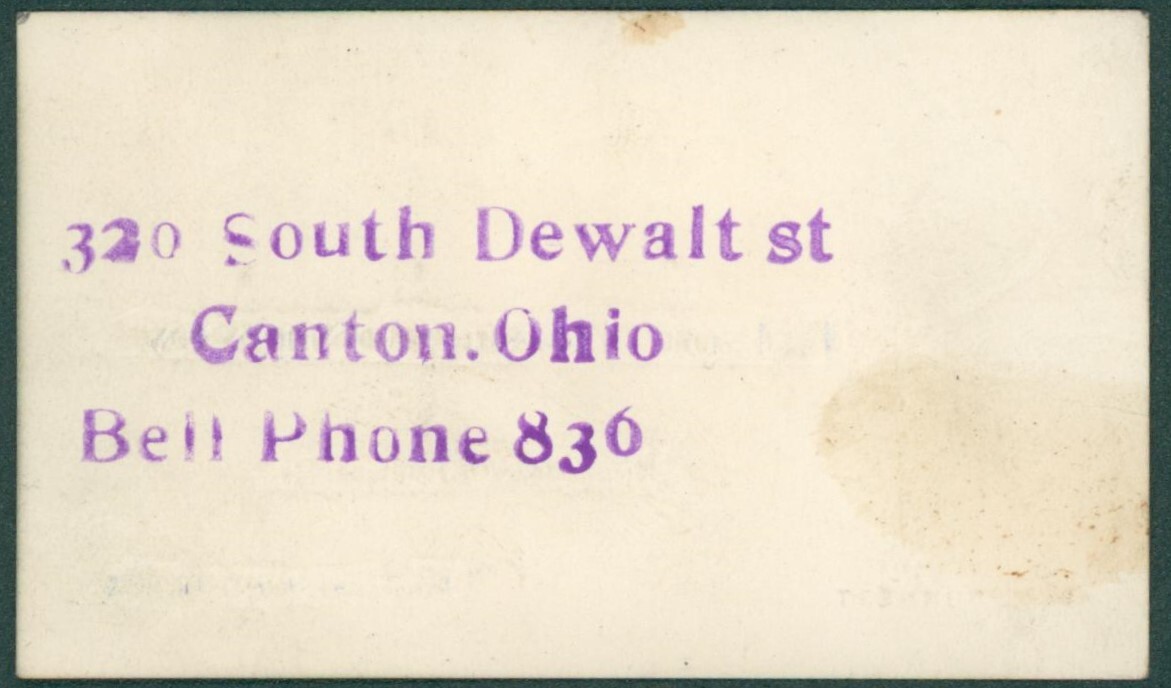 320 South Dewalt st
Canton. Ohio
Bell Phone 836